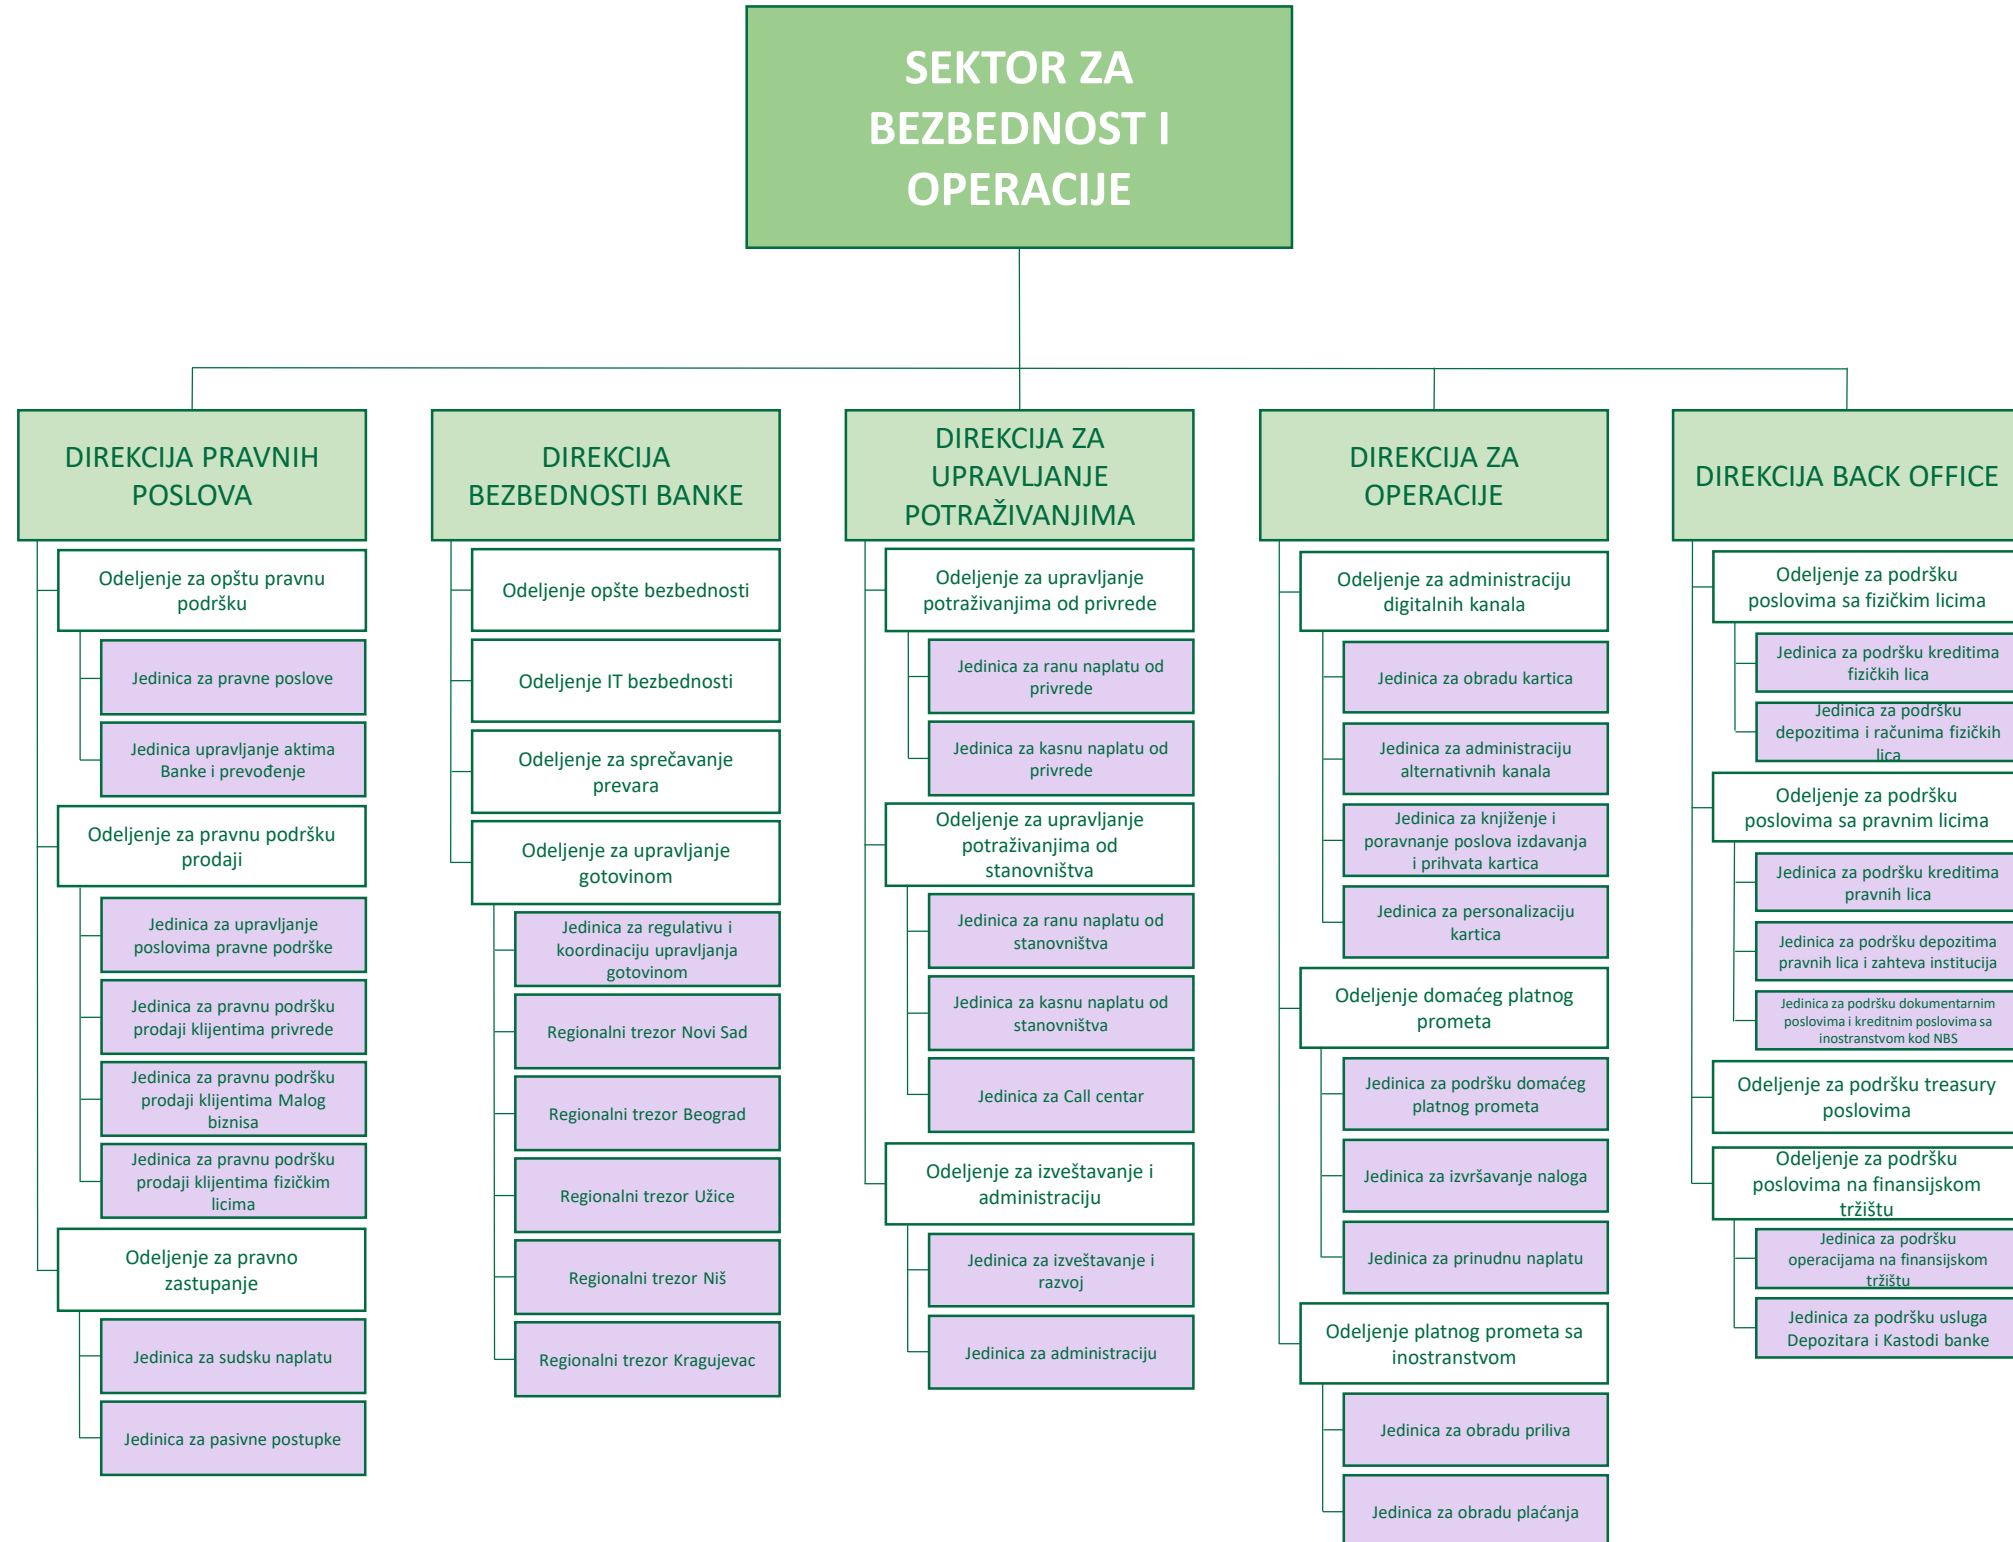 SEKTOR ZA
BEZBEDNOST I
OPERACIJE
DIREKCIJA PRAVNIH
POSLOVA
Odeljenje za opštu pravnu
podršku
Jedinica za pravne poslove
Jedinica upravljanje aktima
Banke i prevođenje
Odeljenje za pravnu podršku
prodaji
Jedinica za upravljanje
poslovima pravne podrške
Jedinica za pravnu podršku
prodaji klijentima privrede
Jedinica za pravnu podršku
prodaji klijentima Malog
biznisa
Jedinica za pravnu podršku
prodaji klijentima fizičkim
licima
Odeljenje za pravno
zastupanje
Jedinica za sudsku naplatu
Jedinica za pasivne postupke
DIREKCIJA
BEZBEDNOSTI BANKE
Odeljenje opšte bezbednosti
Odeljenje IT bezbednosti
Odeljenje za sprečavanje
prevara
Odeljenje za upravljanje
gotovinom
Jedinica za regulativu i
koordinaciju upravljanja
gotovinom
Regionalni trezor Novi Sad
Regionalni trezor Beograd
Regionalni trezor Užice
Regionalni trezor Niš
Regionalni trezor Kragujevac
DIREKCIJA ZA
UPRAVLJANJE
POTRAŽIVANJIMA
Odeljenje za upravljanje
potraživanjima od privrede
Jedinica za ranu naplatu od
privrede
Jedinica za kasnu naplatu od
privrede
Odeljenje za upravljanje
potraživanjima od
stanovništva
Jedinica za ranu naplatu od
stanovništva
Jedinica za kasnu naplatu od
stanovništva
Jedinica za Call centar
Odeljenje za izveštavanje i
administraciju
Jedinica za izveštavanje i
razvoj
Jedinica za administraciju
DIREKCIJA ZA
OPERACIJE
Odeljenje za administraciju
digitalnih kanala
Jedinica za obradu kartica
Jedinica za administraciju
alternativnih kanala
Jedinica za knjiženje i
poravnanje poslova izdavanja
i prihvata kartica
Jedinica za personalizaciju
kartica
Odeljenje domaćeg platnog
prometa
Jedinica za podršku domaćeg
platnog prometa
Jedinica za izvršavanje naloga
Jedinica za prinudnu naplatu
Odeljenje platnog prometa sa
inostranstvom
Jedinica za obradu priliva
Jedinica za obradu plaćanja
DIREKCIJA BACK OFFICE
Odeljenje za podršku
poslovima sa fizičkim licima
Jedinica za podršku kreditima
fizičkih lica
Jedinica za podršku
depozitima i računima fizičkih
lica
Odeljenje za podršku
poslovima sa pravnim licima
Jedinica za podršku kreditima
pravnih lica
Jedinica za podršku depozitima
pravnih lica i zahteva institucija
Jedinica za podršku dokumentarnim
poslovima i kreditnim poslovima sa
inostranstvom kod NBS
Odeljenje za podršku treasury
poslovima
Odeljenje za podršku
poslovima na finansijskom
tržištu
Jedinica za podršku
operacijama na finansijskom
tržištu
Jedinica za podršku usluga
Depozitara i Kastodi banke